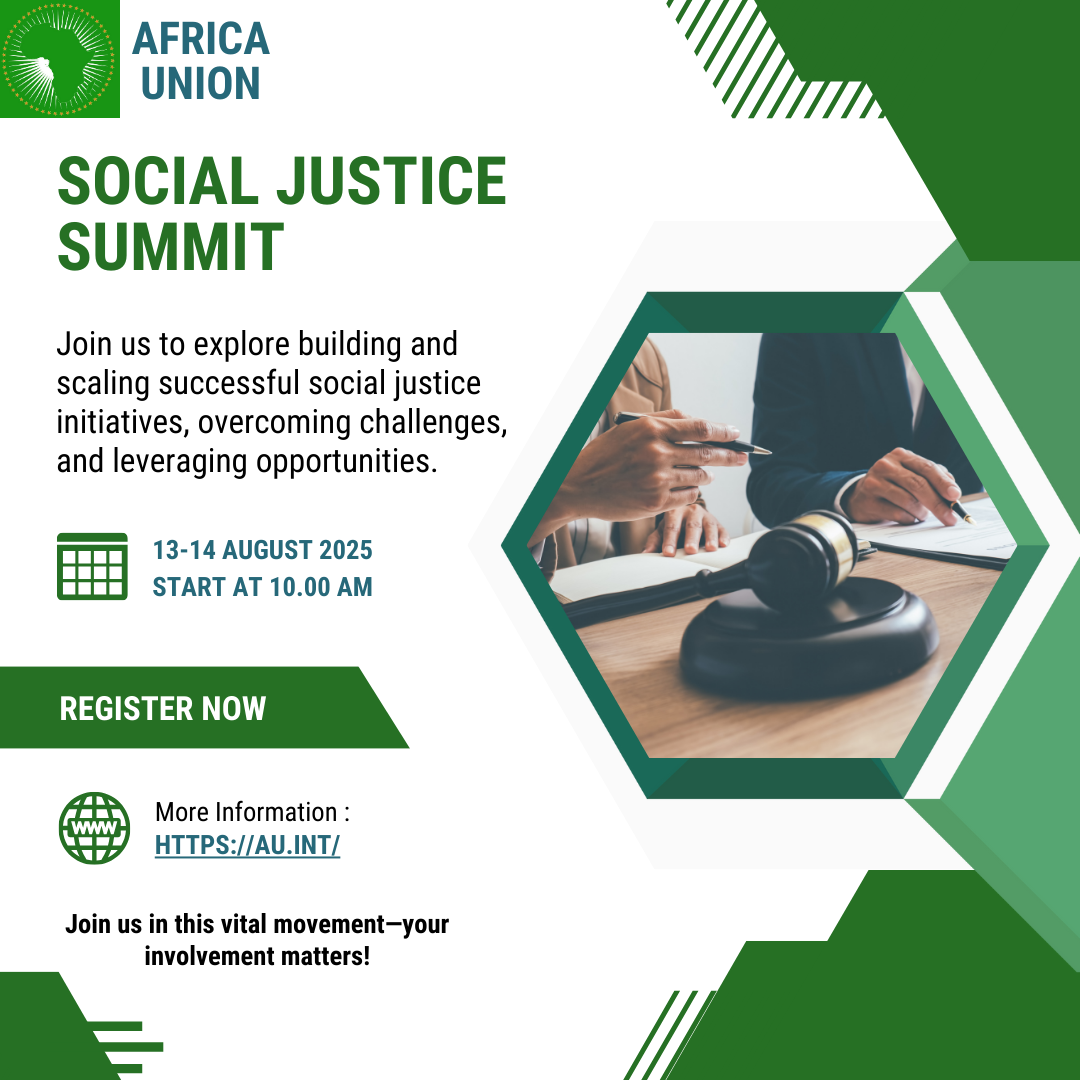 AFRICA
UNION
SOCIAL JUSTICE
SUMMIT
Join us to explore building and
scaling successful social justice
initiatives, overcoming challenges,
and leveraging opportunities.
13-14 AUGUST 2025
START AT 10.00 AM
REGISTER NOW
WWW
More Information :
HTTPS://AU.INT/
Join us in this vital movement—your
involvement matters!